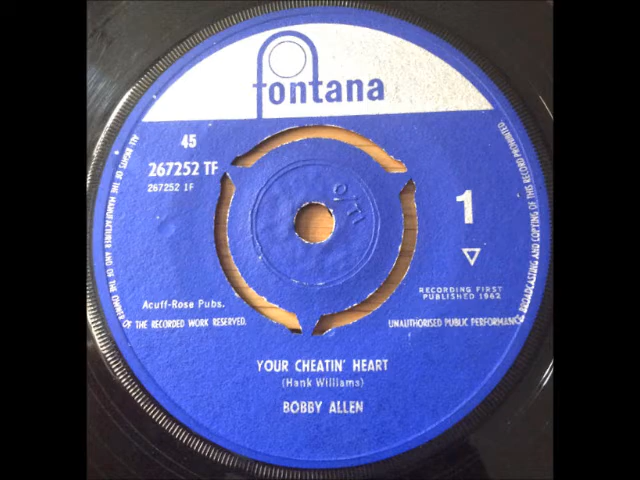 fontana
45
267252 TF
267252 1F
1
RECORDING FIRST
PUBLISHED 1962
Acuff-Rose Pubs.
ALL RIGHTS OF THE MANUFACTURER AND OF THE OWNER OF THE RECORDED WORK RESERVED.
UNAUTHORISED PUBLIC PERFORMANCE, BROADCASTING AND COPYING OF THIS RECORD PROHIBITED.
YOUR CHEATIN' HEART
(Hank Williams)
BOBBY ALLEN